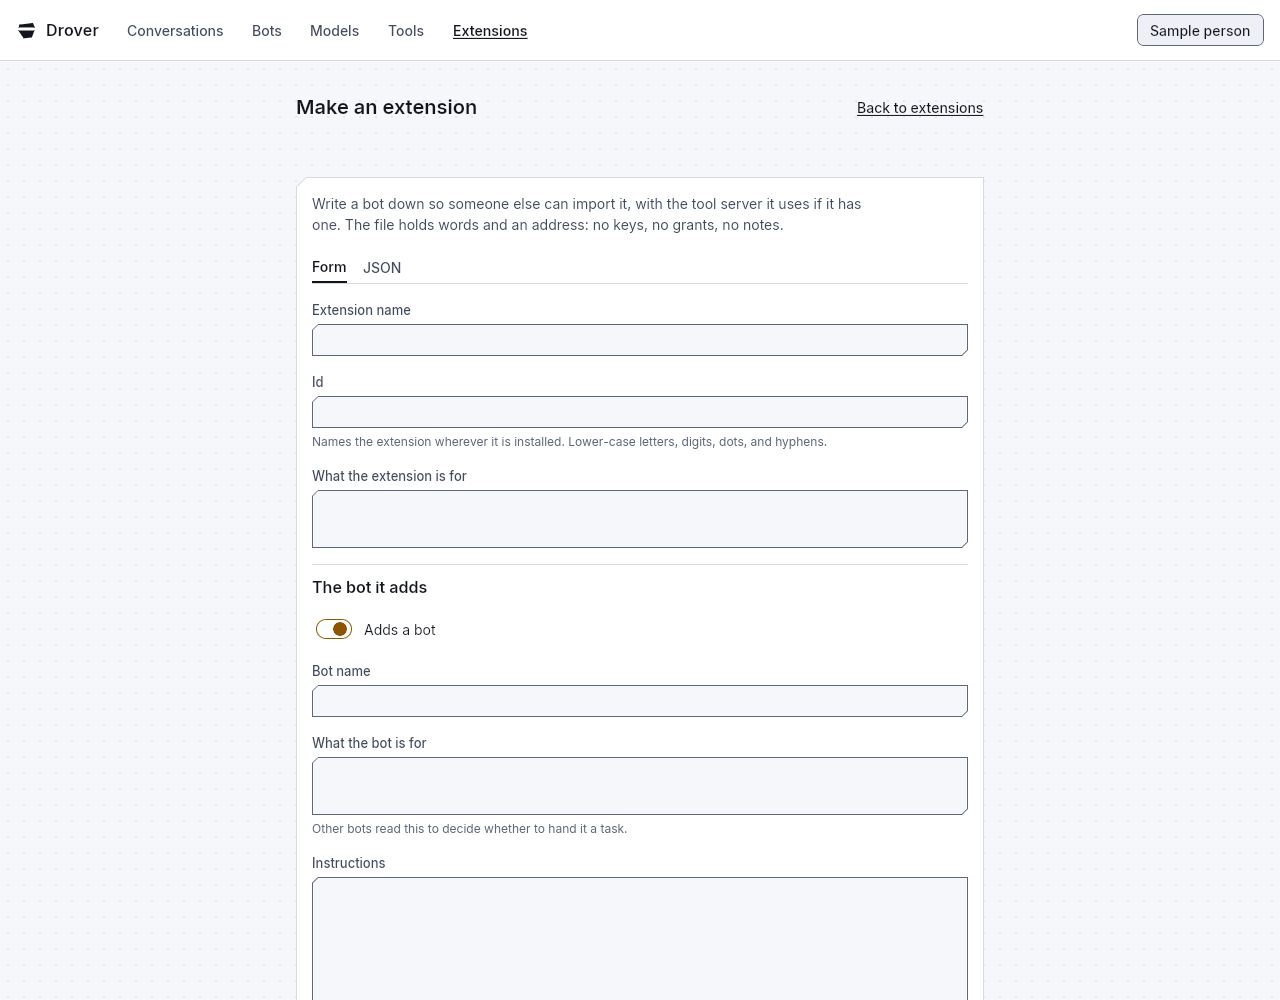 Drover
Conversations
Bots
Models
Tools
Extensions
Sample person
Make an extension
Back to extensions
Write a bot down so someone else can import it, with the tool server it uses if it has
one. The file holds words and an address: no keys, no grants, no notes.
Form
JSON
Extension name
Id
Names the extension wherever it is installed. Lower-case letters, digits, dots, and hyphens.
What the extension is for
The bot it adds
Adds a bot
Bot name
What the bot is for
Other bots read this to decide whether to hand it a task.
Instructions